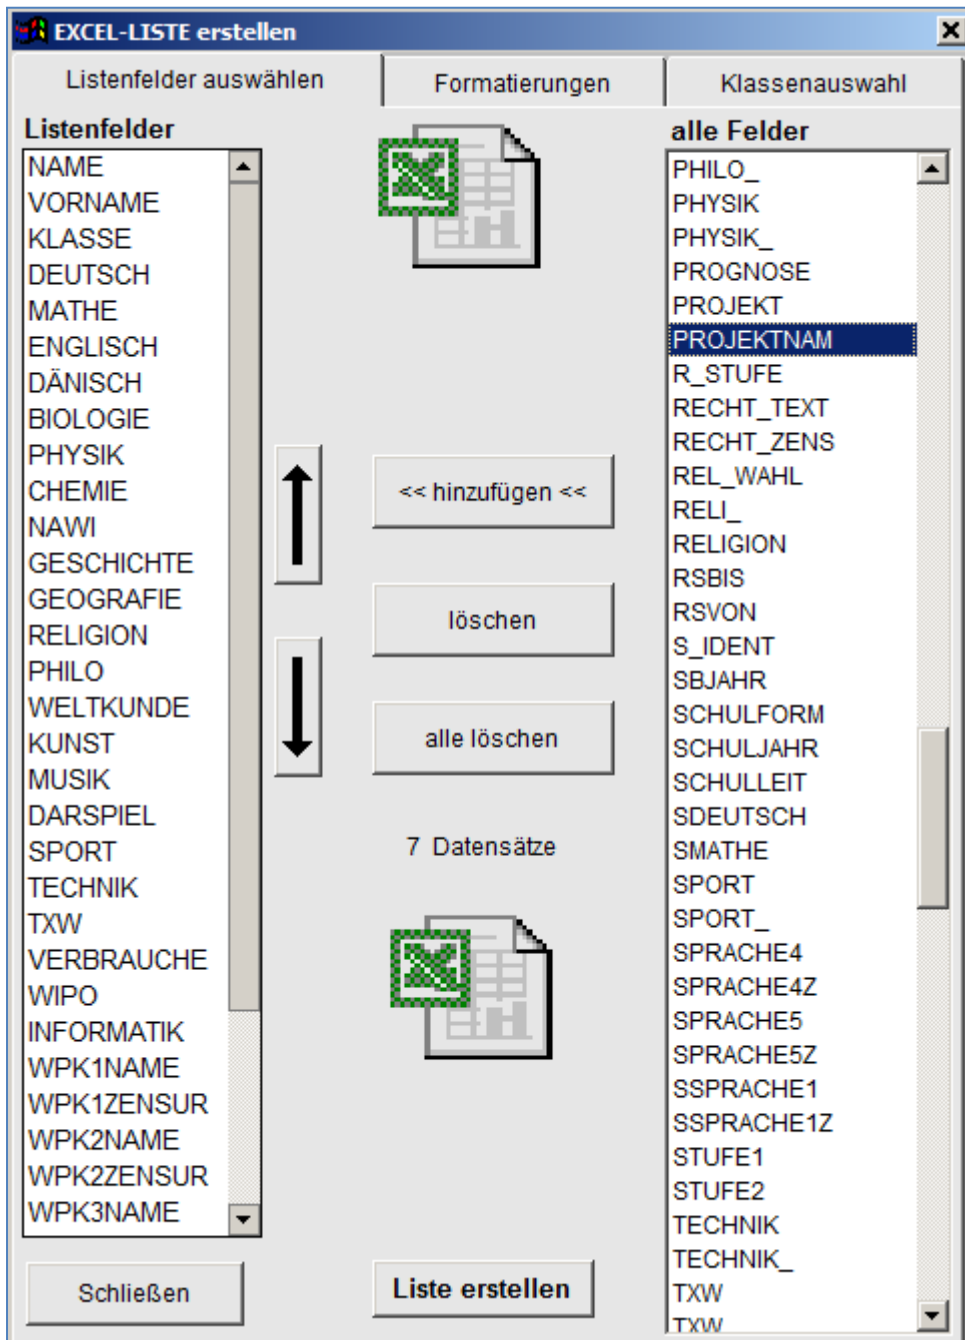 EXCEL-LISTE erstellen
Listenfelder auswählen
Formatierungen
Klassenauswahl
Listenfelder
NAME
VORNAME
KLASSE
DEUTSCH
MATHE
ENGLISCH
DÄNISCH
BIOLOGIE
PHYSIK
CHEMIE
NAWI
GESCHICHTE
GEOGRAFIE
RELIGION
PHILO
WELTKUNDE
KUNST
MUSIK
DARSPIEL
SPORT
TECHNIK
TXW
VERBRAUCHE
WIPO
INFORMATIK
WPK1NAME
WPK1ZENSUR
WPK2NAME
WPK2ZENSUR
WPK3NAME
Schließen
<< hinzufügen <<
löschen
alle löschen
7 Datensätze
Liste erstellen
alle Felder
PHILO_
PHYSIK
PHYSIK_
PROGNOSE
PROJEKT
PROJEKTNAM
R_STUFE
RECHT_TEXT
RECHT_ZENS
REL_WAHL
RELI_
RELIGION
RSBIS
RSVON
S_IDENT
SBJAHR
SCHULFORM
SCHULJAHR
SCHULLEIT
SDEUTSCH
SMATHE
SPORT
SPORT_
SPRACHE4
SPRACHE4Z
SPRACHE5
SPRACHE5Z
SSPRACHE1
SSPRACHE1Z
STUFE1
STUFE2
TECHNIK
TECHNIK_
TXW
TXW